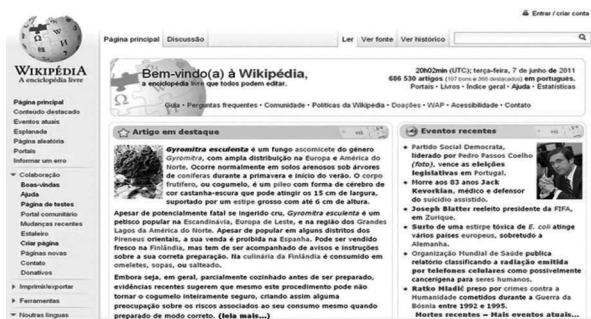 Entrar / criar conta
Página principal Discussão Ler Ver fonte Ver histórico
WIKIPÉDIA
A enciclopédia livre
Página principal
Conteúdo destacado
Eventos atuais
Esplanada
Página aleatória
Portais
Informar um erro
Colaboração
Boas-vindas
Ajuda
Página de testes
Portal comunitário
Mudanças recentes
Estaleiro
Criar página
Páginas novas
Contato
Donativos
Imprimir/exportar
Ferramentas
Noutras línguas
Bem-vindo(a) à Wikipédia,
a enciclopédia livre que todos podem editar.
20h02min (UTC); terça-feira, 7 de junho de 2011
686 530 artigos (107 bons e 366 destacados) em português.
Portais · Livros · Índice geral · Ajuda · Estatísticas
Guia · Perguntas frequentes · Comunidade · Políticas da Wikipédia · Doações · WAP · Acessibilidade · Contato
Artigo em destaque
Gyromitra esculenta é um fungo ascomicete do género
Gyromitra, com ampla distribuição na Europa e América do
Norte. Ocorre normalmente em solos arenosos sob árvores
de coníferas durante a primavera e início do verão. O corpo
frutífero, ou cogumelo, é um píleo com forma de cérebro de
cor castanha-escura que pode atingir os 15 cm de largura,
suportado por um estipe grosso com até 6 cm de altura.
Apesar de potencialmente fatal se ingerido cru, Gyromitra esculenta é um
petisco popular na Escandinávia, Europa de Leste, e na região dos Grandes
Lagos da América do Norte. Apesar de popular em alguns distritos dos
Pireneus orientais, a sua venda é proibida na Espanha. Pode ser vendido
fresco na Finlândia, mas tem de ser acompanhado de avisos e instruções
sobre a sua correta preparação. Na culinária da Finlândia é consumido em
omeletes, sopas, ou salteado.
Embora seja, em geral, parcialmente cozinhado antes de ser preparado,
evidências recentes sugerem que mesmo este procedimento pode não
tornar o cogumelo inteiramente seguro, criando assim alguma
preocupação sobre os riscos associados ao seu consumo mesmo quando
preparado de modo correto. (leia mais...)
Eventos recentes
Partido Social Democrata,
liderado por Pedro Passos Coelho
(foto), vence as eleições
legislativas em Portugal.
Morre aos 83 anos Jack
Kevorkian, médico e defensor
do suicídio assistido.
Joseph Blatter reeleito presidente da FIFA,
em Zurique.
Surto de uma estirpe tóxica de E. coli atinge
vários países europeus, sobretudo a
Alemanha.
Organização Mundial de Saúde publica
relatório classificando a radiação emitida
por telefones celulares como possivelmente
cancerígena para seres humanos.
Ratko Mladić preso por crimes contra a
Humanidade cometidos durante a Guerra da
Bósnia entre 1992 e 1995.
Mortes recentes – Mais eventos atuais...